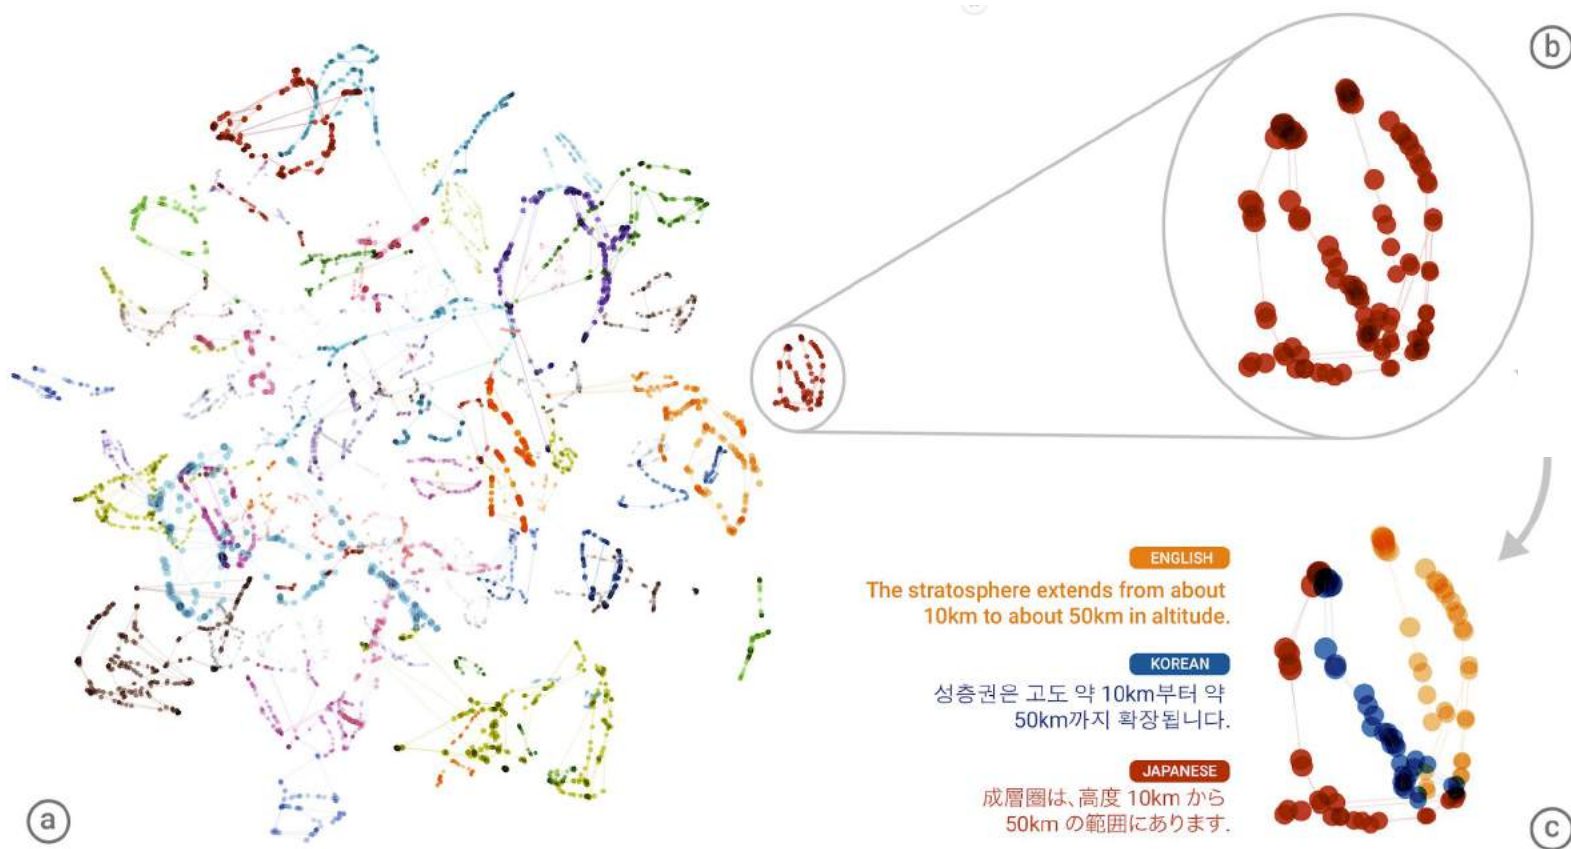 b
ENGLISH
The stratosphere extends from about
10km to about 50km in altitude.
KOREAN
성층권은 고도 약 10km부터 약
50km까지 확장됩니다.
JAPANESE
成層圏は、高度 10km から
50km の範囲にあります.
a
c